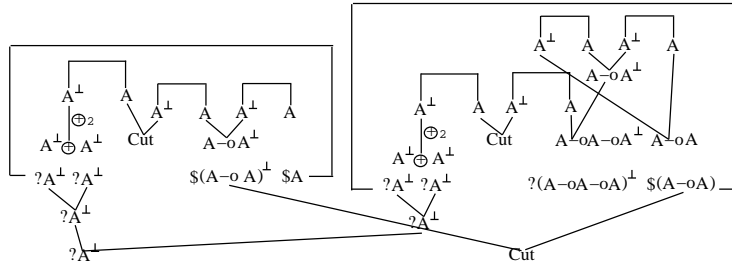 A⊥ A A⊥ A
A–oA⊥
A⊥ A A⊥ A A⊥ A
A⊥ A A⊥ A
⊕2 Cut A–oA⊥
⊕2 Cut A–oA–oA⊥ A–oA
A⊥ ⊕ A⊥
A⊥ ⊕ A⊥
?A⊥ ?A⊥ $(A–o A)⊥ $A
?A⊥ ?A⊥ ?(A–oA–oA)⊥ $(A–oA)
?A⊥
?A⊥
?A⊥ Cut